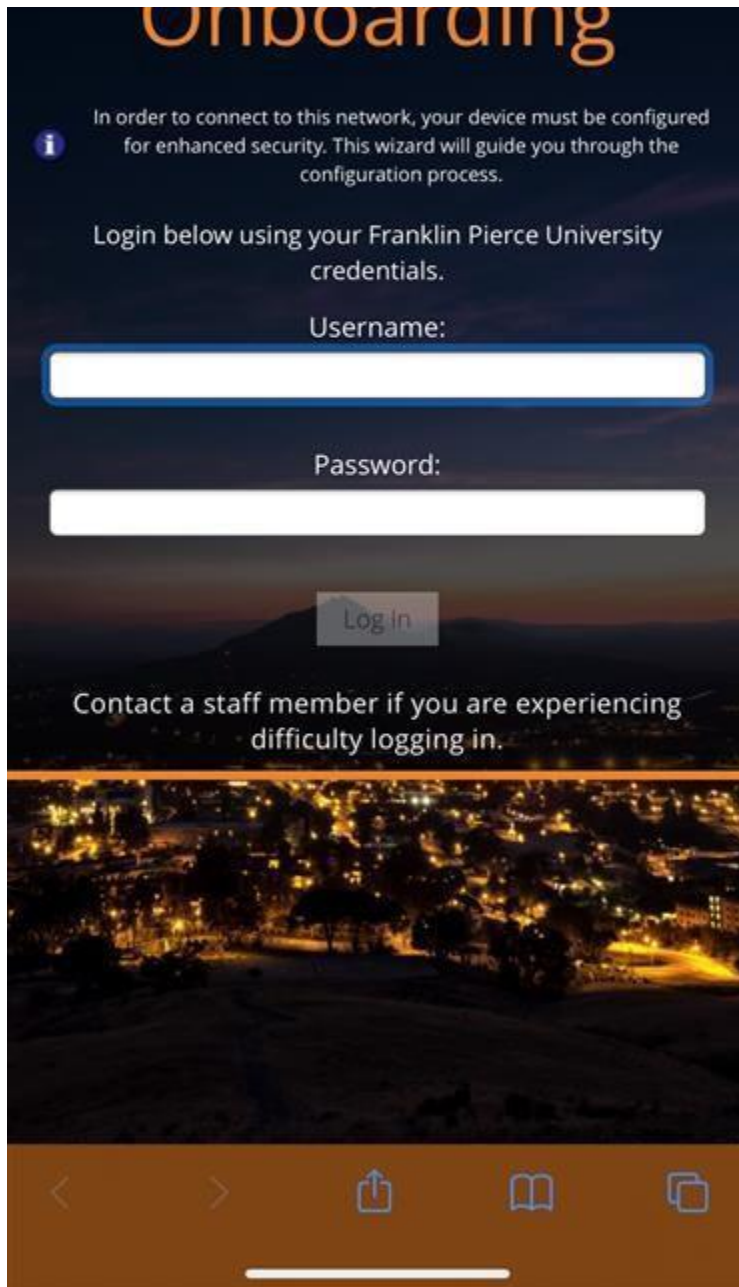 Onboarding
In order to connect to this network, your device must be configured
for enhanced security. This wizard will guide you through the
configuration process.
Login below using your Franklin Pierce University
credentials.
Username:
Password:
Log In
Contact a staff member if you are experiencing
difficulty logging in.